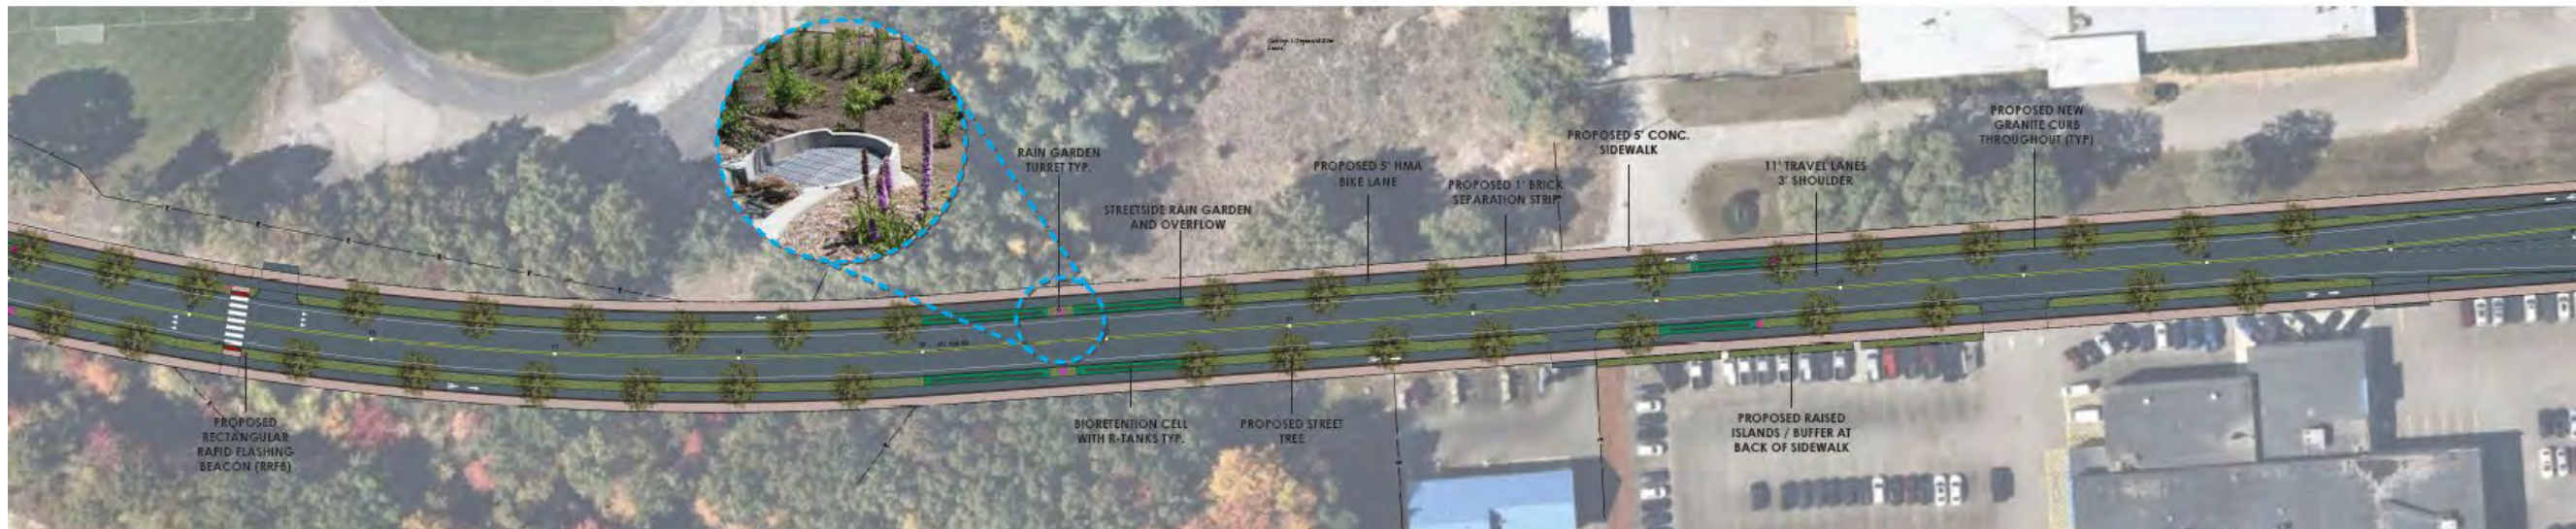 RAIN GARDEN
TURRET TYP.
STREETSIDE RAIN GARDEN
AND OVERFLOW
PROPOSED 5' HMA
BIKE LANE
PROPOSED 1' BRICK
SEPARATION STRIP
PROPOSED 5' CONC.
SIDEWALK
11' TRAVEL LANES
3' SHOULDER
PROPOSED NEW
GRANITE CURB
THROUGHOUT (TYP)
PROPOSED
RECTANGULAR
RAPID FLASHING
BEACON (RRFB)
BIORETENTION CELL
WITH R-TANKS TYP.
PROPOSED STREET
TREE
PROPOSED RAISED
ISLANDS / BUFFER AT
BACK OF SIDEWALK